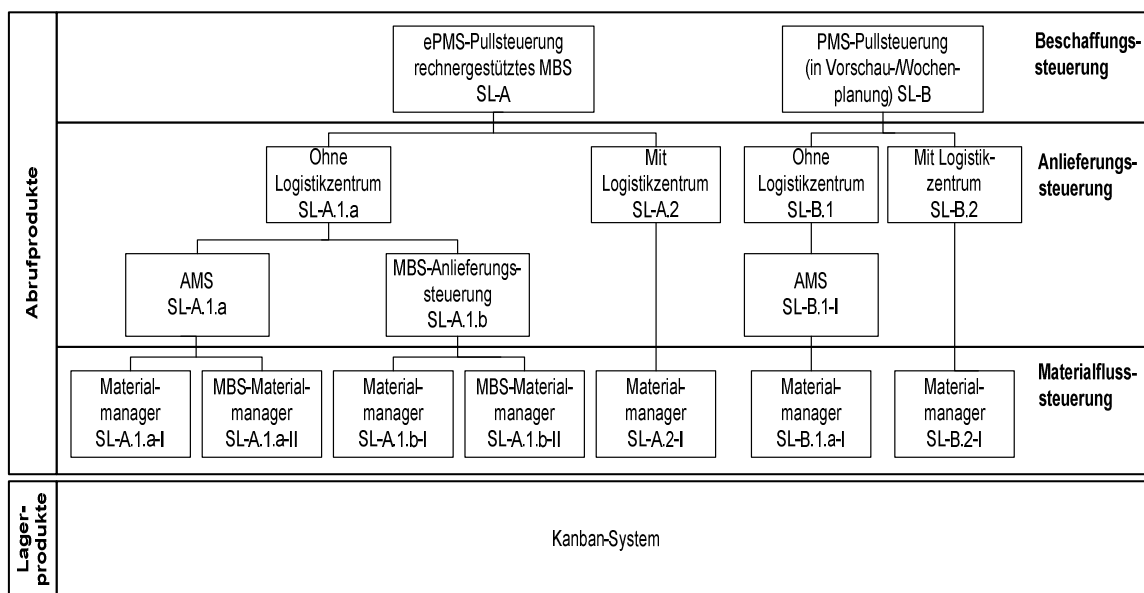 Abrufprodukte
ePMS-Pullsteuerung
rechnergestütztes MBS
SL-A
PMS-Pullsteuerung
(in Vorschau-/Wochen-
planung) SL-B
Beschaffungs-
steuerung
Ohne
Logistikzentrum
SL-A.1.a
Mit
Logistikzentrum
SL-A.2
Ohne
Logistikzentrum
SL-B.1
Mit Logistik-
zentrum
SL-B.2
Anlieferungs-
steuerung
AMS
SL-A.1.a
MBS-Anlieferungs-
steuerung
SL-A.1.b
AMS
SL-B.1-I
Material-
manager
SL-A.1.a-I
MBS-Material-
manager
SL-A.1.a-II
Material-
manager
SL-A.1.b-I
MBS-Material-
manager
SL-A.1.b-II
Material-
manager
SL-A.2-I
Material-
manager
SL-B.1.a-I
Material-
manager
SL-B.2-I
Materialfluss-
steuerung
Lager-
produkte
Kanban-System